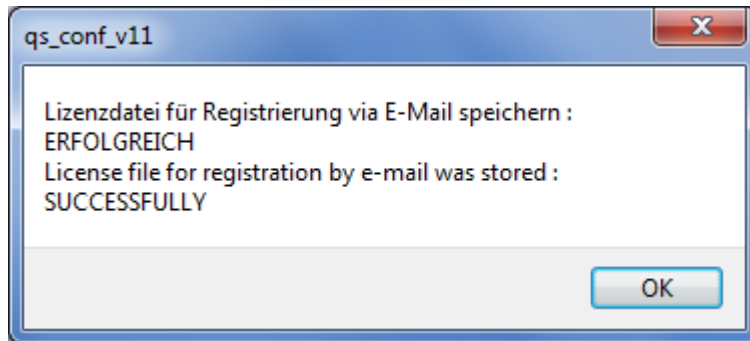 qs_conf_v11
Lizenzdatei für Registrierung via E-Mail speichern :
ERFOLGREICH
License file for registration by e-mail was stored :
SUCCESSFULLY
OK